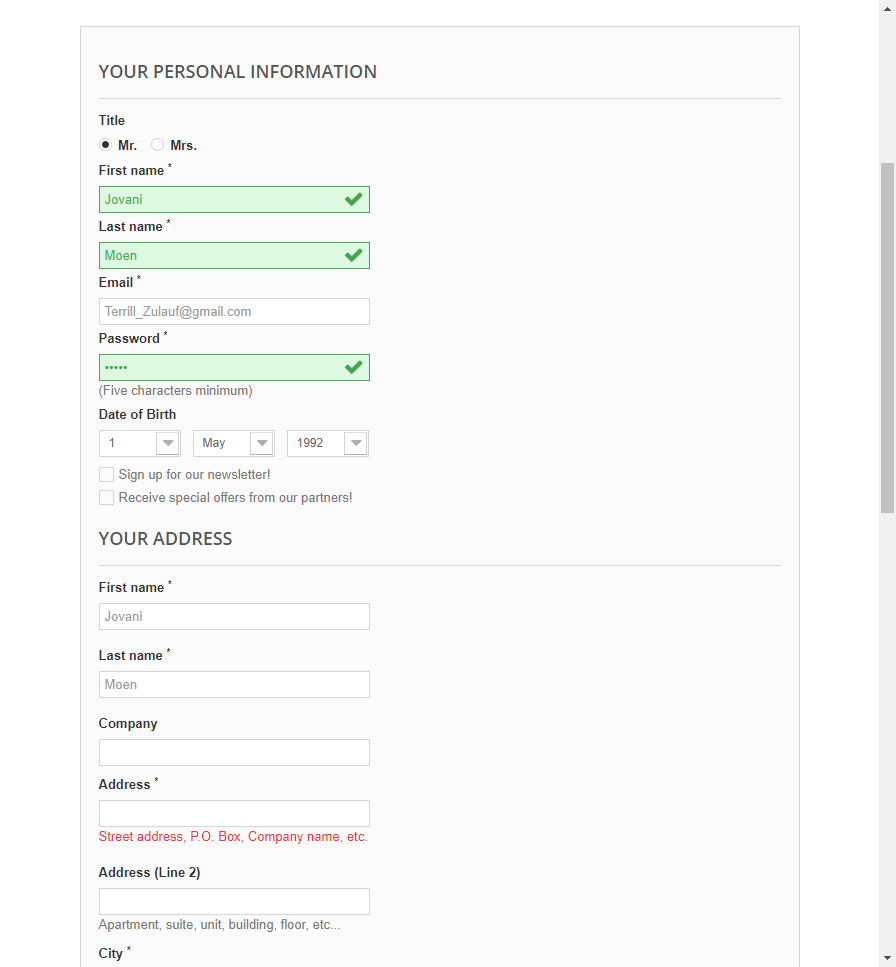 YOUR PERSONAL INFORMATION
Title
Mr. Mrs.
First name *
Jovani
Last name *
Moen
Email *
Terrill_Zulauf@gmail.com
Password *
•••••
(Five characters minimum)
Date of Birth
1 May 1992
Sign up for our newsletter!
Receive special offers from our partners!
YOUR ADDRESS
First name *
Jovani
Last name *
Moen
Company
Address *
Street address, P.O. Box, Company name, etc.
Address (Line 2)
Apartment, suite, unit, building, floor, etc...
City *